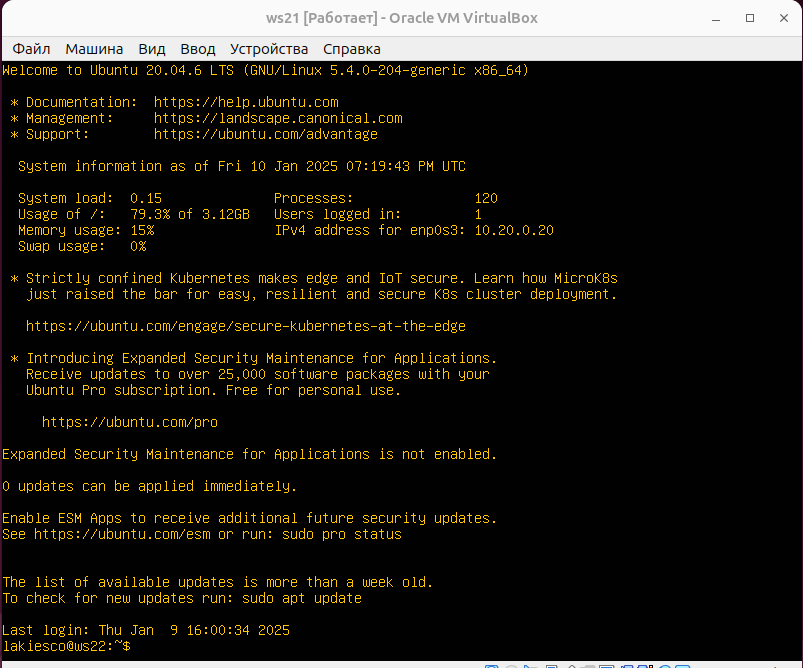 ws21 [Работает] - Oracle VM VirtualBox
Файл Машина Вид Ввод Устройства Справка
Welcome to Ubuntu 20.04.6 LTS (GNU/Linux 5.4.0-204-generic x86_64)
* Documentation: https://help.ubuntu.com
* Management: https://landscape.canonical.com
* Support: https://ubuntu.com/advantage
System information as of Fri 10 Jan 2025 07:19:43 PM UTC
System load: 0.15 Processes: 120
Usage of /: 79.3% of 3.12GB Users logged in: 1
Memory usage: 15% IPv4 address for enp0s3: 10.20.0.20
Swap usage: 0%
* Strictly confined Kubernetes makes edge and IoT secure. Learn how MicroK8s
just raised the bar for easy, resilient and secure K8s cluster deployment.
https://ubuntu.com/engage/secure-kubernetes-at-the-edge
* Introducing Expanded Security Maintenance for Applications.
Receive updates to over 25,000 software packages with your
Ubuntu Pro subscription. Free for personal use.
https://ubuntu.com/pro
Expanded Security Maintenance for Applications is not enabled.
0 updates can be applied immediately.
Enable ESM Apps to receive additional future security updates.
See https://ubuntu.com/esm or run: sudo pro status
The list of available updates is more than a week old.
To check for new updates run: sudo apt update
Last login: Thu Jan  9 16:00:34 2025
lakiesco@ws22:~$